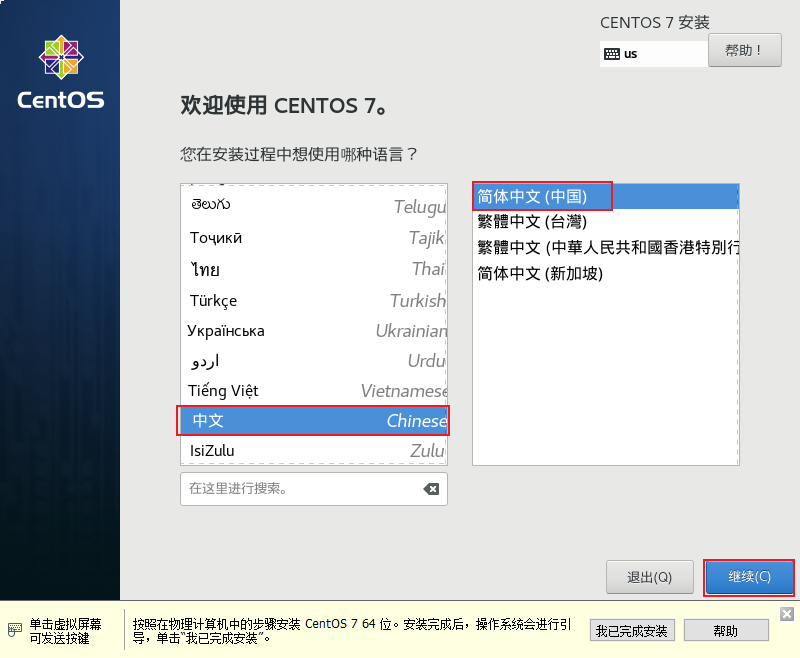 CENTOS 7 安装
us
帮助！
CentOS
欢迎使用 CENTOS 7。
您在安装过程中想使用哪种语言？
తెలుగు Telugu
Тоҷикӣ Tajik
ไทย Thai
Türkçe Turkish
Українська Ukrainian
اردو Urdu
Tiếng Việt Vietnamese
中文 Chinese
IsiZulu Zulu
简体中文 (中国)
繁體中文 (台灣)
繁體中文 (中華人民共和國香港特別行
简体中文 (新加坡)
在这里进行搜索。
退出(Q)
继续(C)
单击虚拟屏幕
可发送按键
按照在物理计算机中的步骤安装 CentOS 7 64 位。安装完成后，操作系统会进行引
导，单击“我已完成安装”。
我已完成安装
帮助